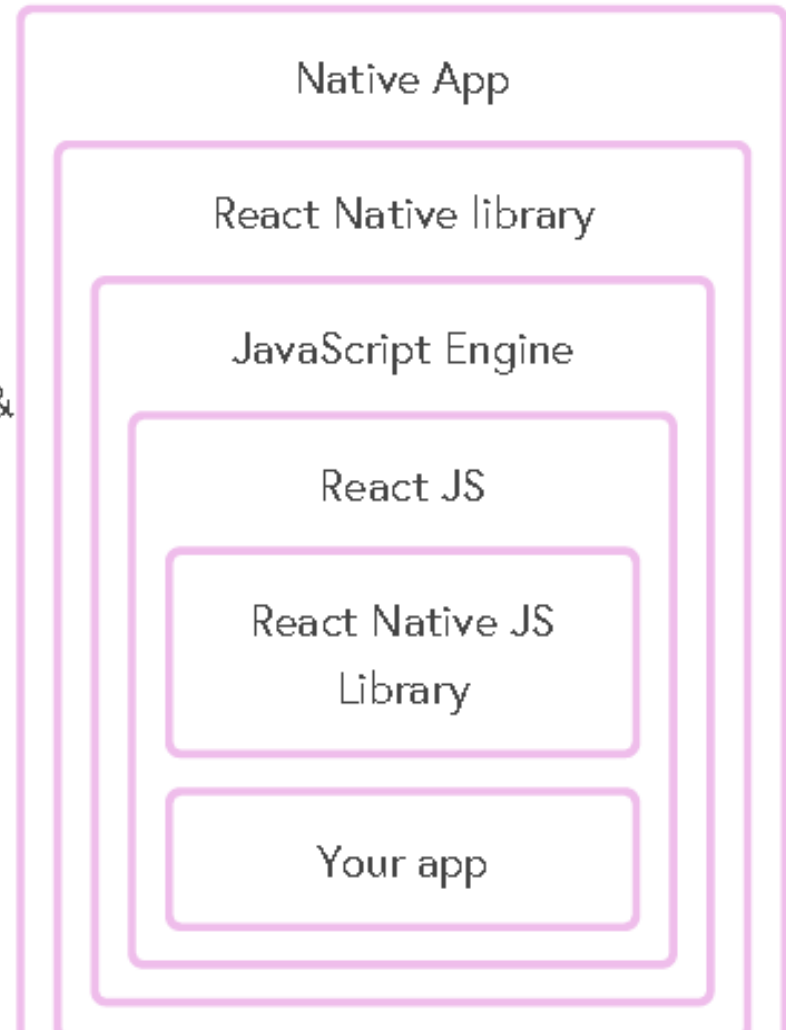 Native App
React Native library
JavaScript Engine
&
React JS
React Native JS
Library
Your app